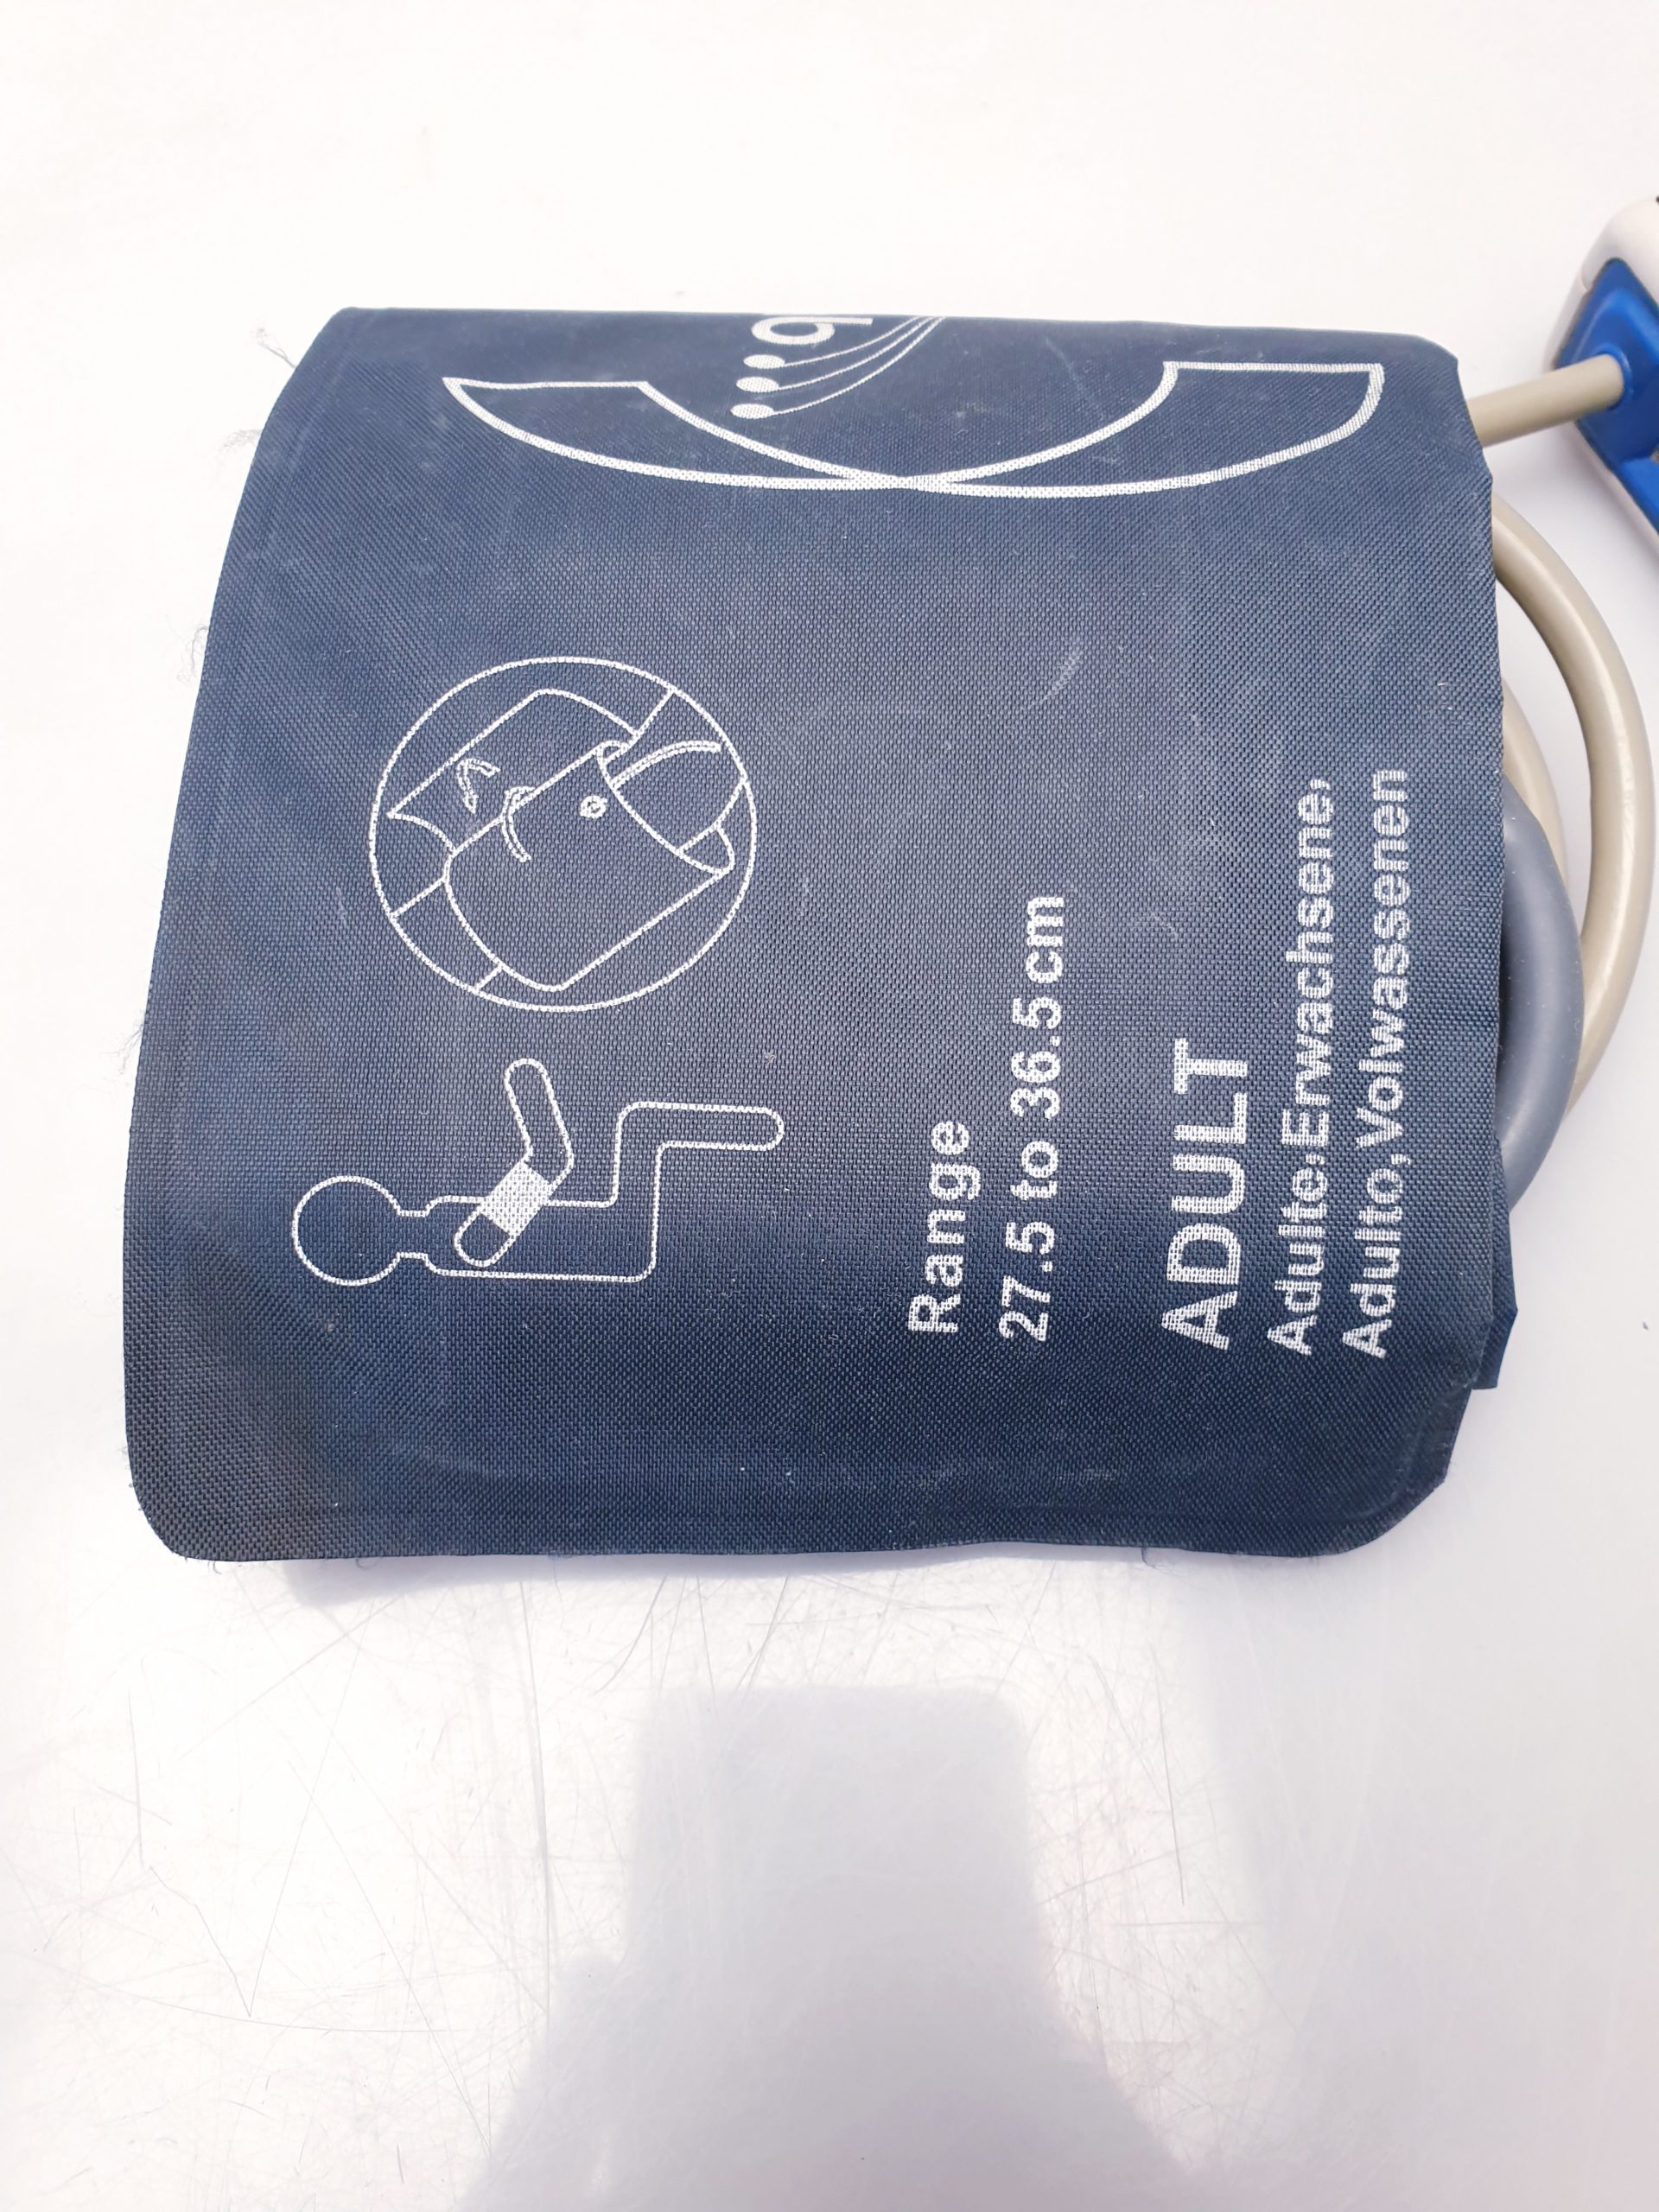 Range
27.5 to 36.5 cm
ADULT
Adulte, Erwachsene,
Adulto, Volwassenen